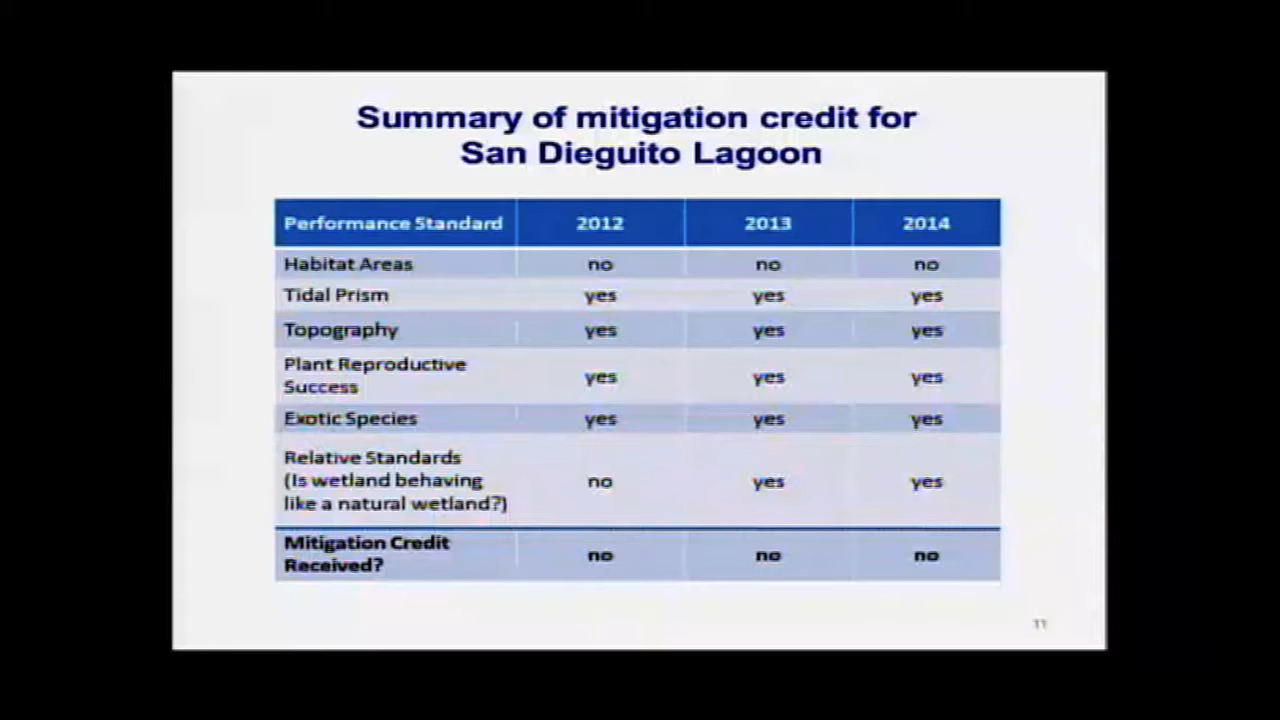 Summary of mitigation credit for
San Dieguito Lagoon
Performance Standard 2012 2013 2014
Habitat Areas no no no
Tidal Prism yes yes yes
Topography yes yes yes
Plant Reproductive
Success yes yes yes
Exotic Species yes yes yes
Relative Standards
(Is wetland behaving no yes yes
like a natural wetland?)
Mitigation Credit
Received? no no no
11